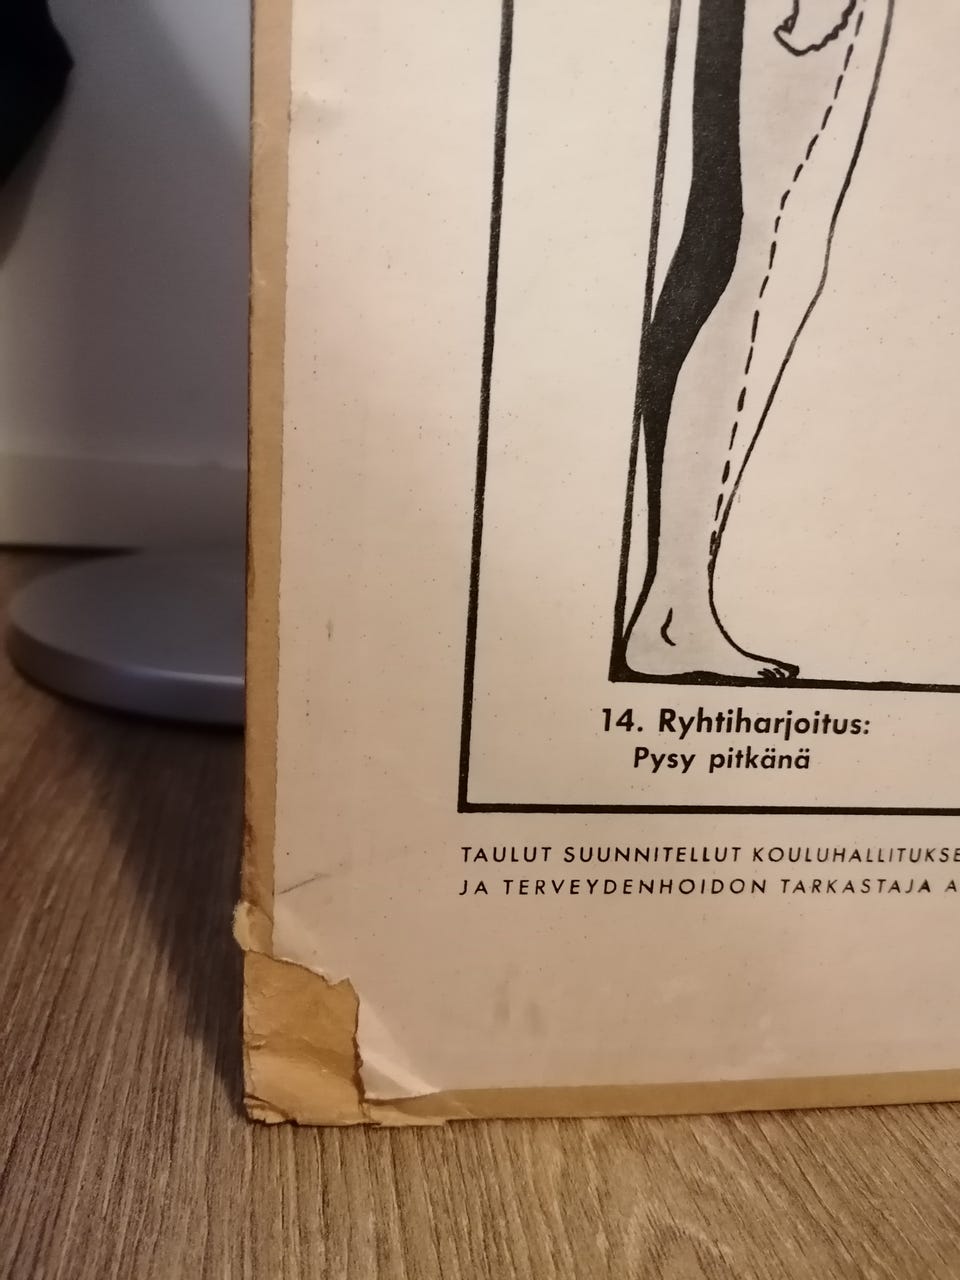 14. Ryhtiharjoitus:
Pysy pitkänä
TAULUT SUUNNITELLUT KOULUHALLITUKSE
JA TERVEYDENHOIDON TARKASTAJA A